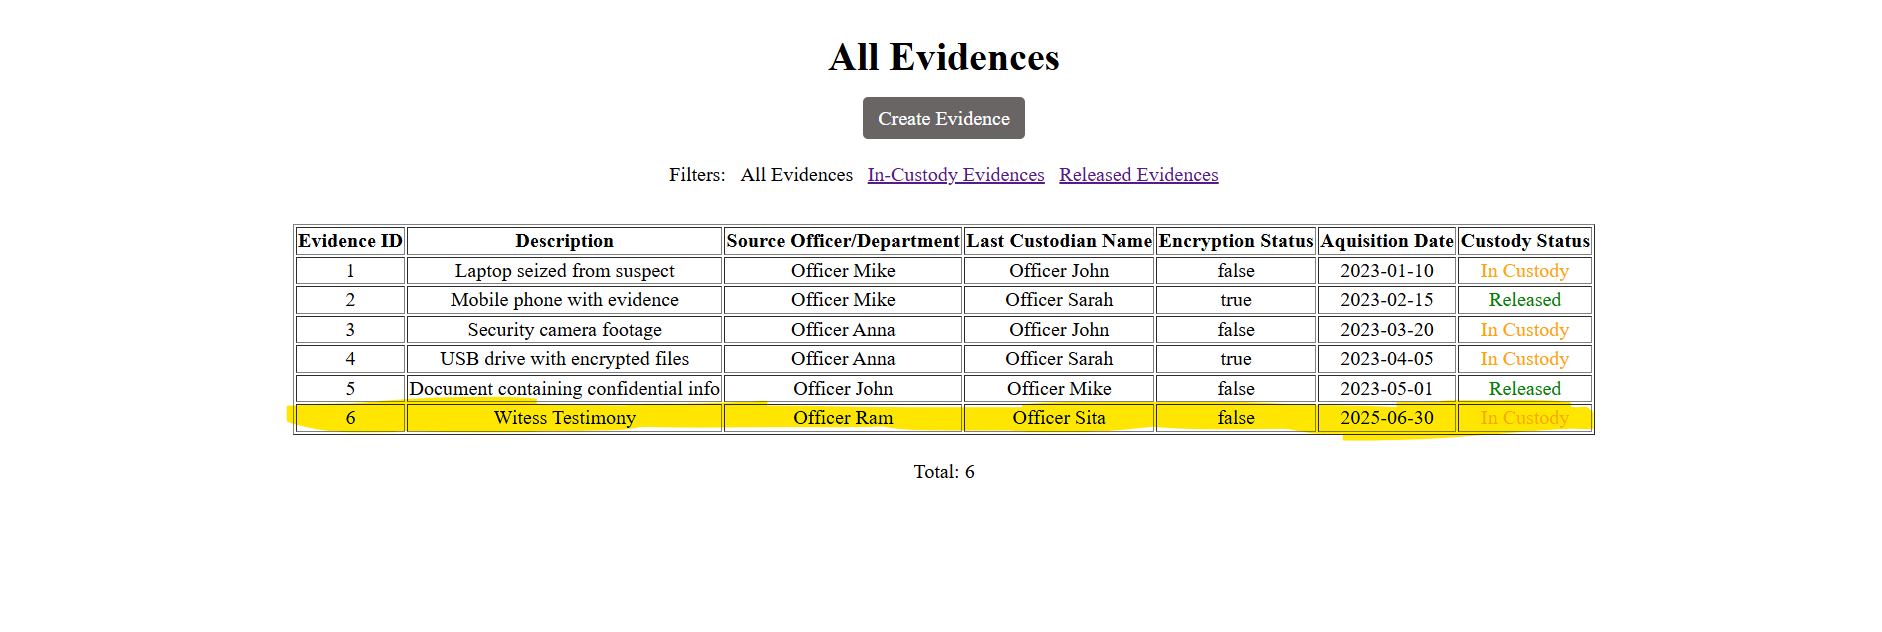 All Evidences
Create Evidence
Filters: All Evidences In-Custody Evidences Released Evidences
Evidence ID Description Source Officer/Department Last Custodian Name Encryption Status Aquisition Date Custody Status
1 Laptop seized from suspect Officer Mike Officer John false 2023-01-10 In Custody
2 Mobile phone with evidence Officer Mike Officer Sarah true 2023-02-15 Released
3 Security camera footage Officer Anna Officer John false 2023-03-20 In Custody
4 USB drive with encrypted files Officer Anna Officer Sarah true 2023-04-05 In Custody
5 Document containing confidential info Officer John Officer Mike false 2023-05-01 Released
6 Witess Testimony Officer Ram Officer Sita false 2025-06-30 In Custody
Total: 6